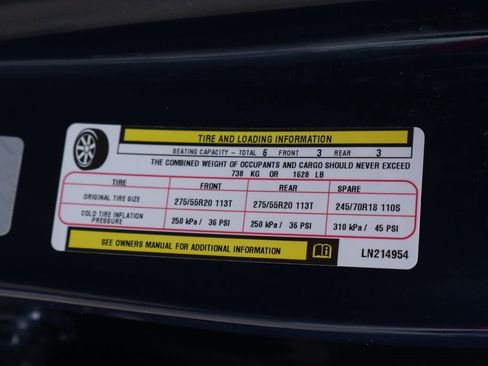 TIRE AND LOADING INFORMATION
SEATING CAPACITY - TOTAL 6 FRONT 3 REAR 3
THE COMBINED WEIGHT OF OCCUPANTS AND CARGO SHOULD NEVER EXCEED
738 KG OR 1628 LB
TIRE FRONT REAR SPARE
ORIGINAL TIRE SIZE 275/55R20 113T 275/55R20 113T 245/70R18 110S
COLD TIRE INFLATION PRESSURE 250 kPa / 36 PSI 250 kPa / 36 PSI 310 kPa / 45 PSI
SEE OWNERS MANUAL FOR ADDITIONAL INFORMATION LN214954